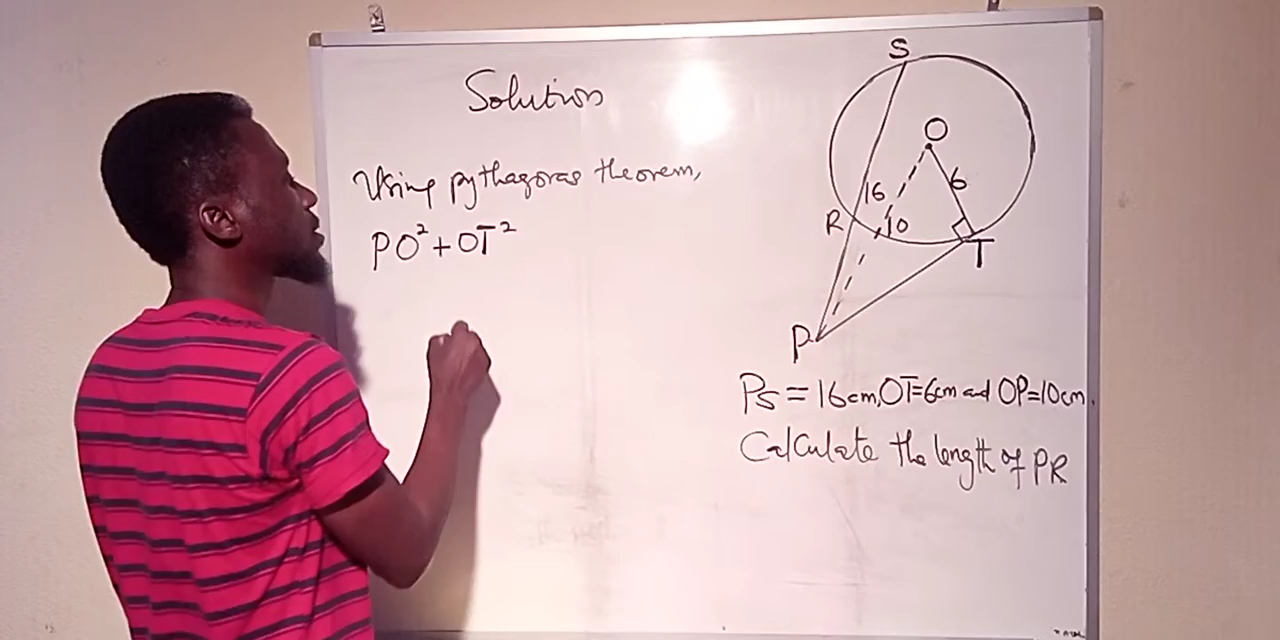 Solution
Using pythagoras theorem,
PO²+OT²
S
O
16
6
R
10
T
P
PS = 16cm, OT=6cm and OP=10cm.
Calculate the length of PR